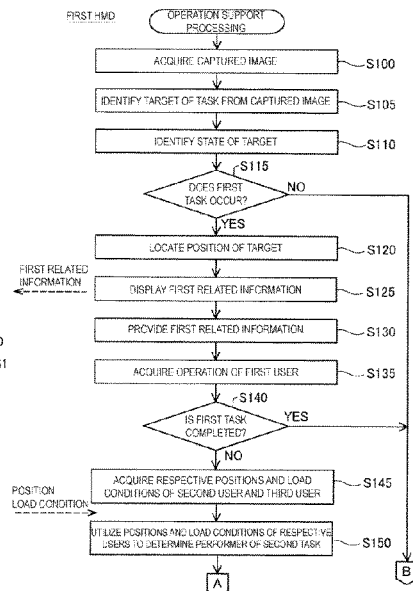 FIRST HMD
OPERATION SUPPORT
PROCESSING
ACQUIRE CAPTURED IMAGE
S100
IDENTIFY TARGET OF TASK FROM CAPTURED IMAGE
S105
IDENTIFY STATE OF TARGET
S110
S115
DOES FIRST
TASK OCCUR?
NO
YES
LOCATE POSITION OF TARGET
S120
FIRST RELATED
INFORMATION
DISPLAY FIRST RELATED INFORMATION
S125
PROVIDE FIRST RELATED INFORMATION
S130
ACQUIRE OPERATION OF FIRST USER
S135
S140
IS FIRST TASK
COMPLETED?
YES
NO
ACQUIRE RESPECTIVE POSITIONS AND LOAD
CONDITIONS OF SECOND USER AND THIRD USER
S145
POSITION
LOAD CONDITION
UTILIZE POSITIONS AND LOAD CONDITIONS OF RESPECTIVE
USERS TO DETERMINE PERFORMER OF SECOND TASK
S150
A
B